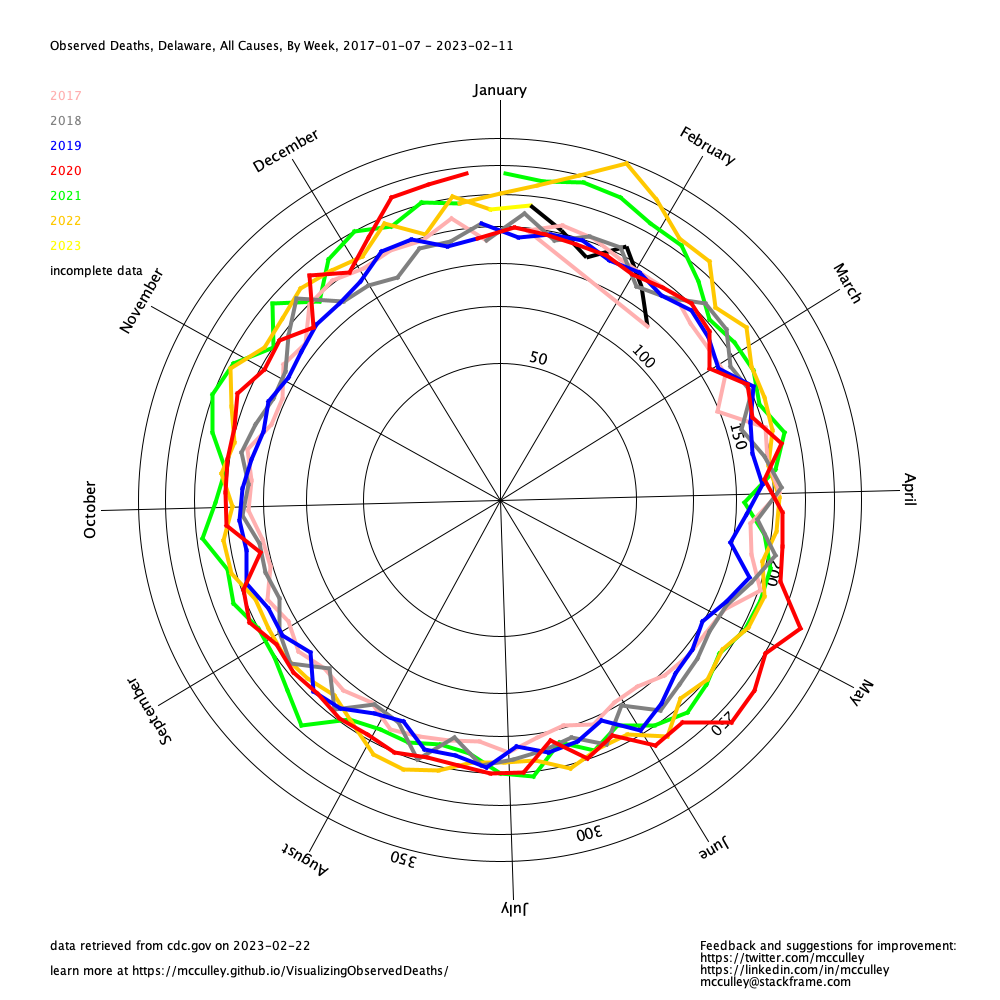 Observed Deaths, Delaware, All Causes, By Week, 2017-01-07 - 2023-02-11
January
2017
2018
2019
2020
2021
2022
2023
incomplete data
December
February
November
March
50
100
150
October
April
200
September
May
250
August
June
300
350
July
data retrieved from cdc.gov on 2023-02-22
learn more at https://mcculley.github.io/VisualizingObservedDeaths/
Feedback and suggestions for improvement:
https://twitter.com/mcculley
https://linkedin.com/in/mcculley
mcculley@stackframe.com